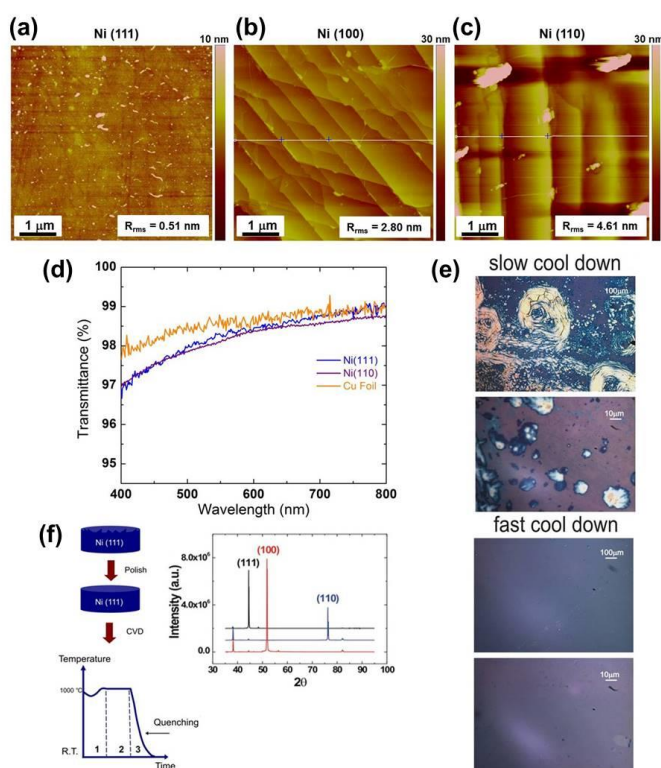 (a)
Ni (111)
10 nm
1 μm
Rrms = 0.51 nm
(b)
Ni (100)
30 nm
1 μm
Rrms = 2.80 nm
(c)
Ni (110)
30 nm
1 μm
Rrms = 4.61 nm
(d)
100
99
98
97
96
95
Transmittance (%)
Ni(111)
Ni(110)
Cu Foil
400 500 600 700 800
Wavelength (nm)
(e)
slow cool down
100μm
10μm
fast cool down
100μm
10μm
(f)
Ni (111)
Polish
Ni (111)
CVD
Temperature
1000 °C
Quenching
R.T.
1 2 3
Time
Intensity (a.u.)
8.0x10⁶
4.0x10⁶
0.0
(111)
(100)
(110)
30 40 50 60 70 80 90 100
2θ